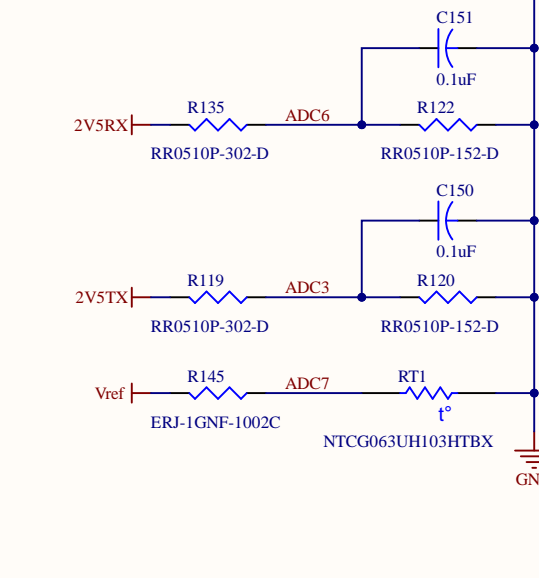 C151
0.1uF
R135
ADC6
R122
2V5RX
RR0510P-302-D
RR0510P-152-D
C150
0.1uF
R119
ADC3
R120
2V5TX
RR0510P-302-D
RR0510P-152-D
R145
ADC7
RT1
Vref
t°
ERJ-1GNF-1002C
NTCG063UH103HTBX
GN